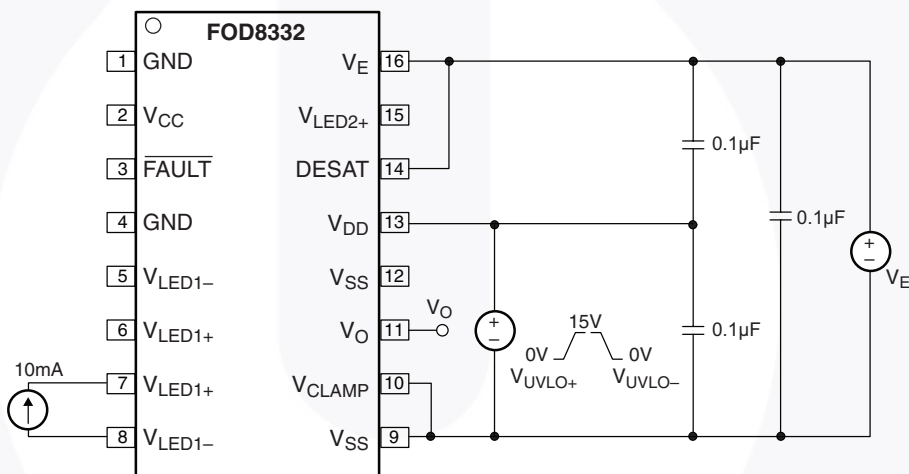 FOD8332
1 GND
2 VCC
3 FAULT
4 GND
5 VLED1–
6 VLED1+
7 VLED1+
8 VLED1–
10mA
VE 16
VLED2+ 15
DESAT 14
VDD 13
VSS 12
VO 11
VCLAMP 10
VSS 9
VO
+
–
15V
0V
0V
VUVLO+
VUVLO–
0.1μF
0.1μF
0.1μF
+
–
VE